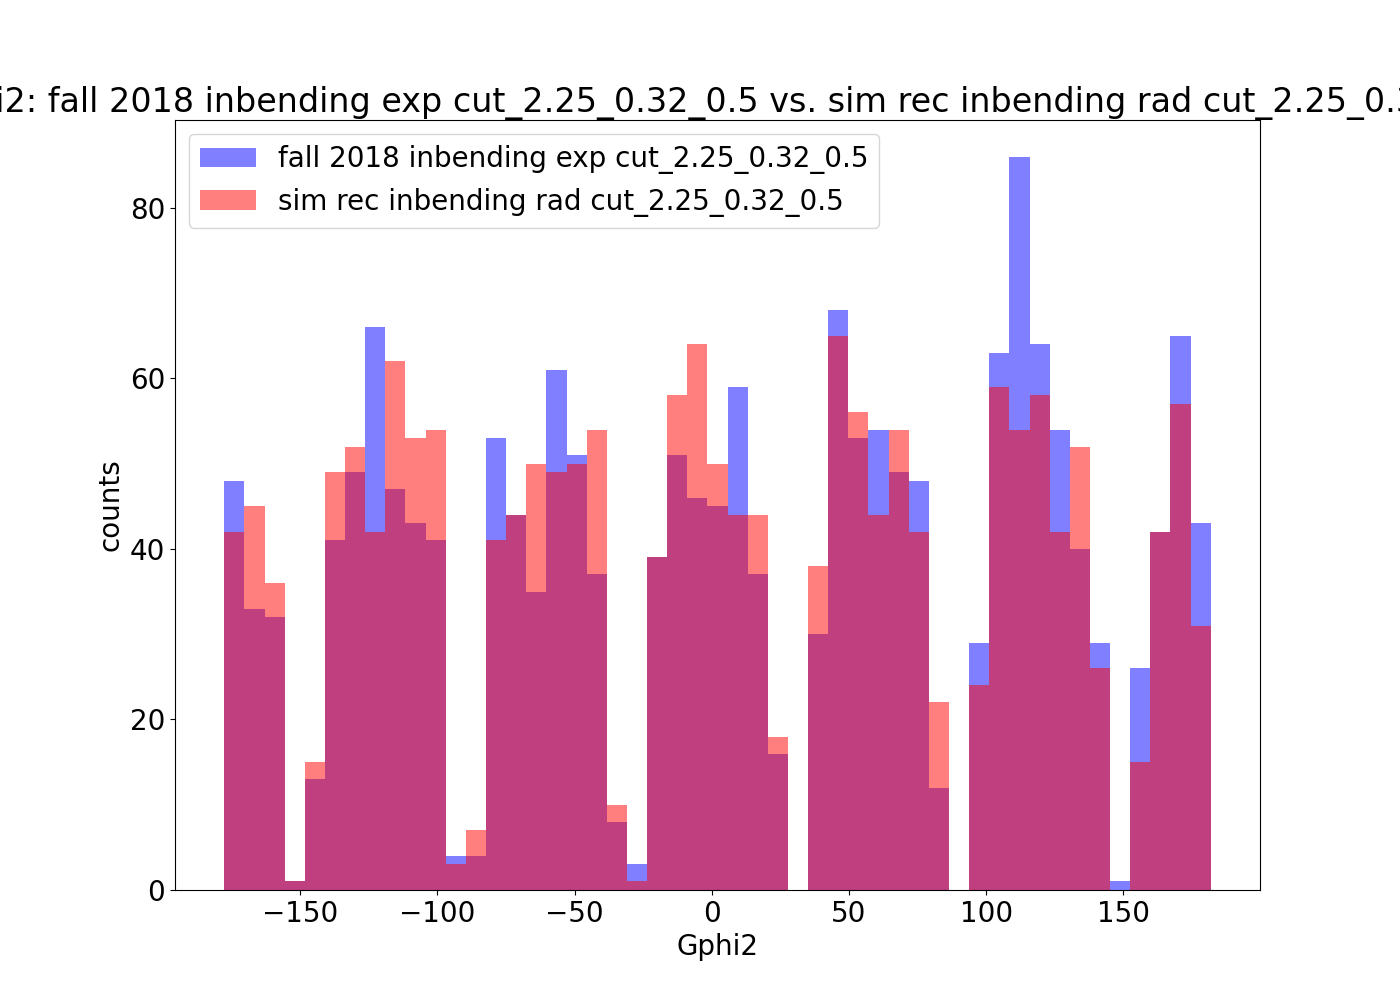 i2: fall 2018 inbending exp cut_2.25_0.32_0.5 vs. sim rec inbending rad cut_2.25_0.3
fall 2018 inbending exp cut_2.25_0.32_0.5
sim rec inbending rad cut_2.25_0.32_0.5
80
60
40
20
0
counts
−150 −100 −50 0 50 100 150
Gphi2